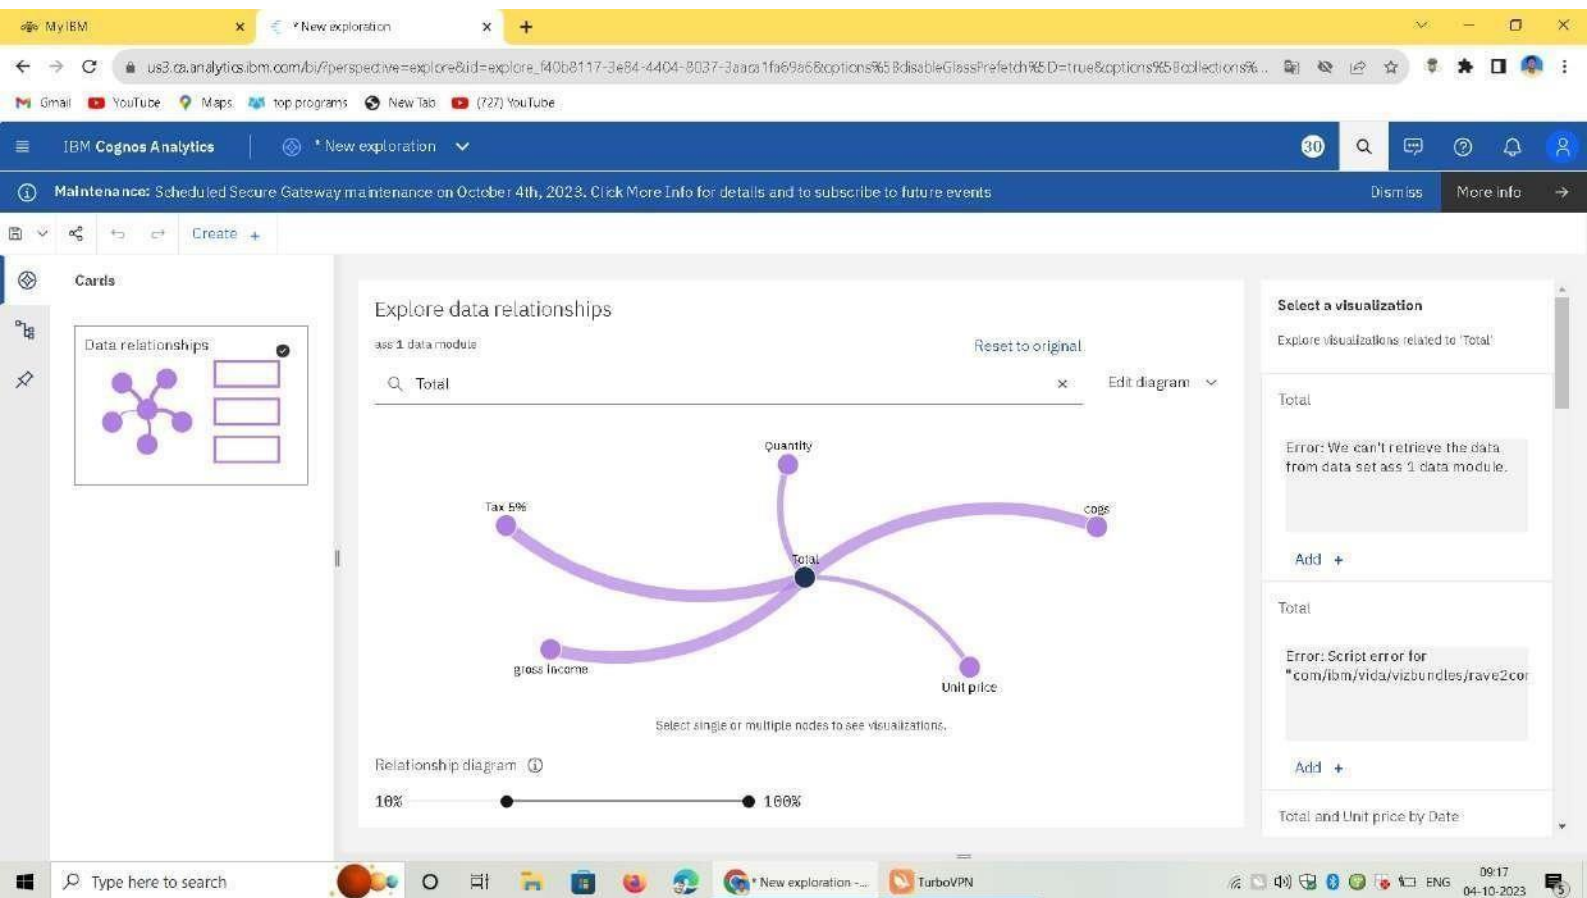 MyIBM
* New exploration
us3.ca.analytics.ibm.com/bi/?perspective=explore&id=explore_f40b8117-3e84-4404-8037-3aaca1fa69a6&options%5BdisableGlassPrefetch%5D=true&options%5Bcollections%...
Gmail YouTube Maps top programs New Tab (727) YouTube
IBM Cognos Analytics * New exploration 30
Maintenance: Scheduled Secure Gateway maintenance on October 4th, 2023. Click More Info for details and to subscribe to future events Dismiss More info
Create +
Cards
Data relationships
Explore data relationships
ass 1 data module
Reset to original
Total
Edit diagram
Quantity
Tax 5%
cogs
Total
gross income
Unit price
Select single or multiple nodes to see visualizations.
Relationship diagram
10% 100%
Select a visualization
Explore visualizations related to 'Total'
Total
Error: We can't retrieve the data
from data set ass 1 data module.
Add +
Total
Error: Script error for
"com/ibm/vida/vizbundles/rave2cor
Add +
Total and Unit price by Date
Type here to search
* New exploration -...
TurboVPN
ENG
09:17
04-10-2023
5